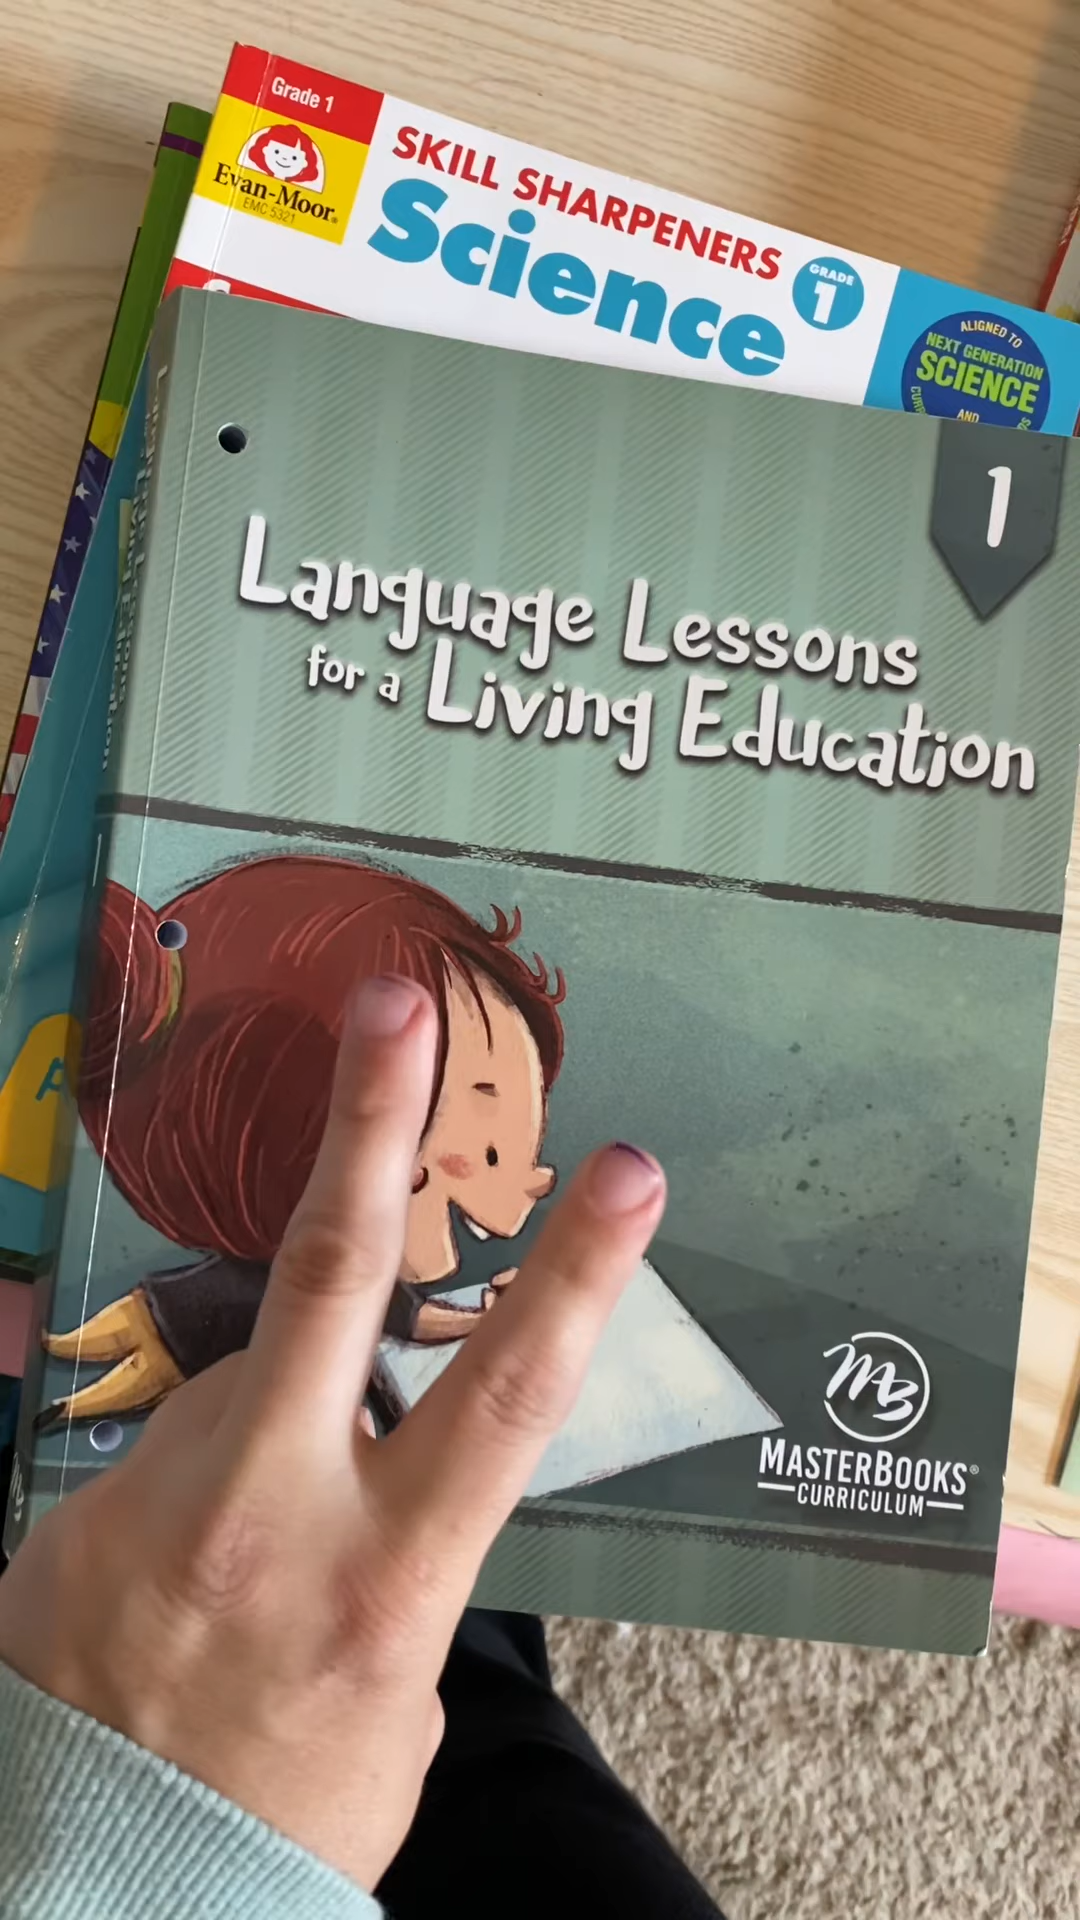 Grade 1
Evan-Moor®
EMC 5321
SKILL SHARPENERS
Science
GRADE
1
ALIGNED TO
NEXT GENERATION
SCIENCE
AND
1
Language Lessons
for a Living Education
MB
MASTERBOOKS®
CURRICULUM